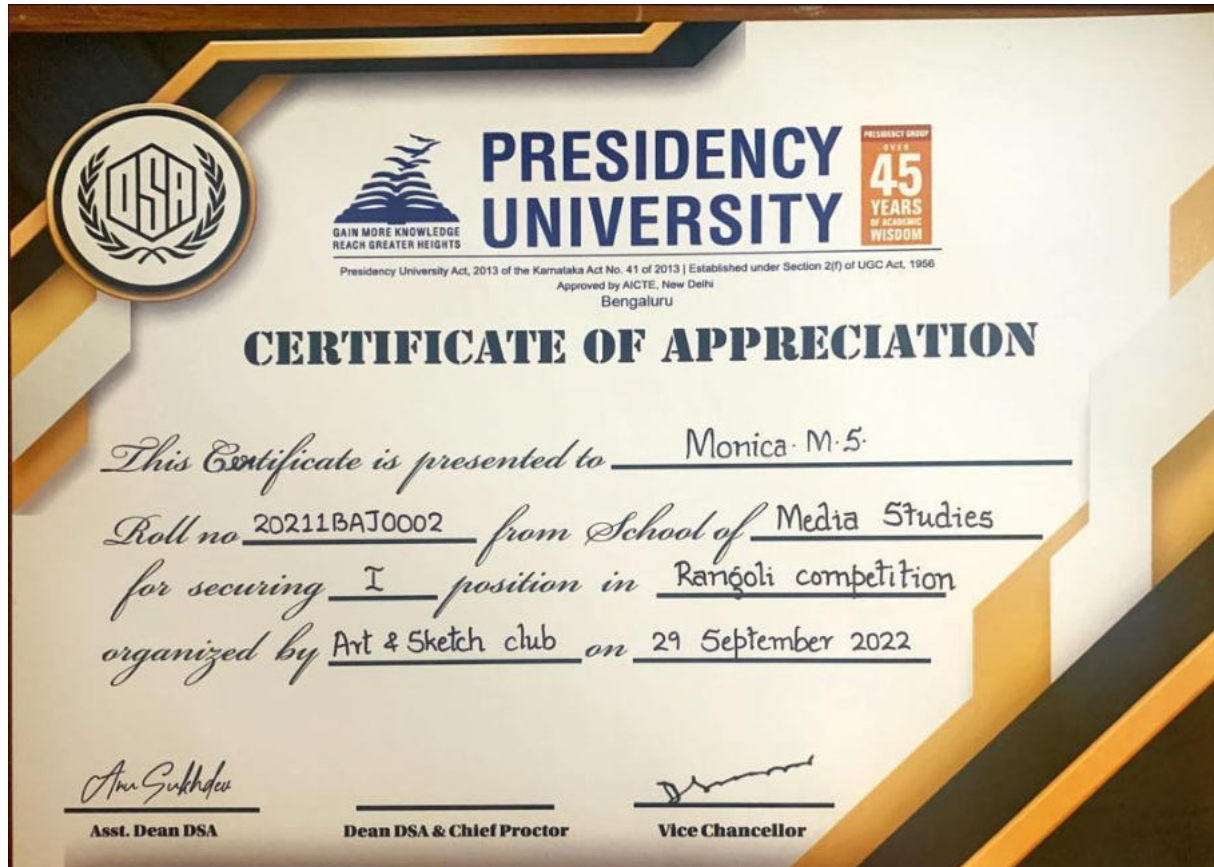 DSA
GAIN MORE KNOWLEDGE
REACH GREATER HEIGHTS
PRESIDENCY
UNIVERSITY
PRESIDENCY GROUP
OVER
45
YEARS
OF ACADEMIC
WISDOM
Presidency University Act, 2013 of the Karnataka Act No. 41 of 2013 | Established under Section 2(f) of UGC Act, 1956
Approved by AICTE, New Delhi
Bengaluru
CERTIFICATE OF APPRECIATION
This Certificate is presented to Monica. M.S.
Roll no 20211BAJ0002 from School of Media Studies
for securing I position in Rangoli competition
organized by Art & Sketch club on 29 September 2022
Anu Sukhdev
Asst. Dean DSA
Dean DSA & Chief Proctor
Vice Chancellor